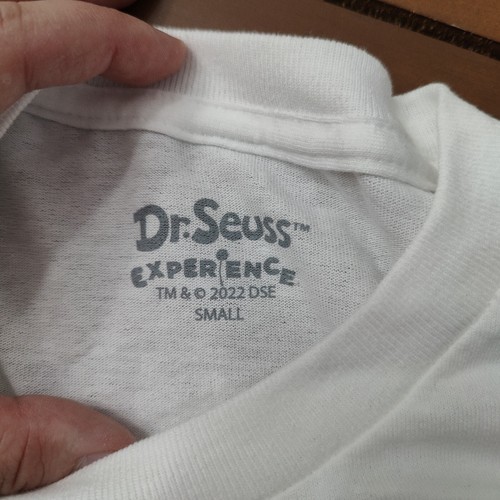 Dr. Seuss™
EXPERIENCE
TM & © 2022 DSE
SMALL